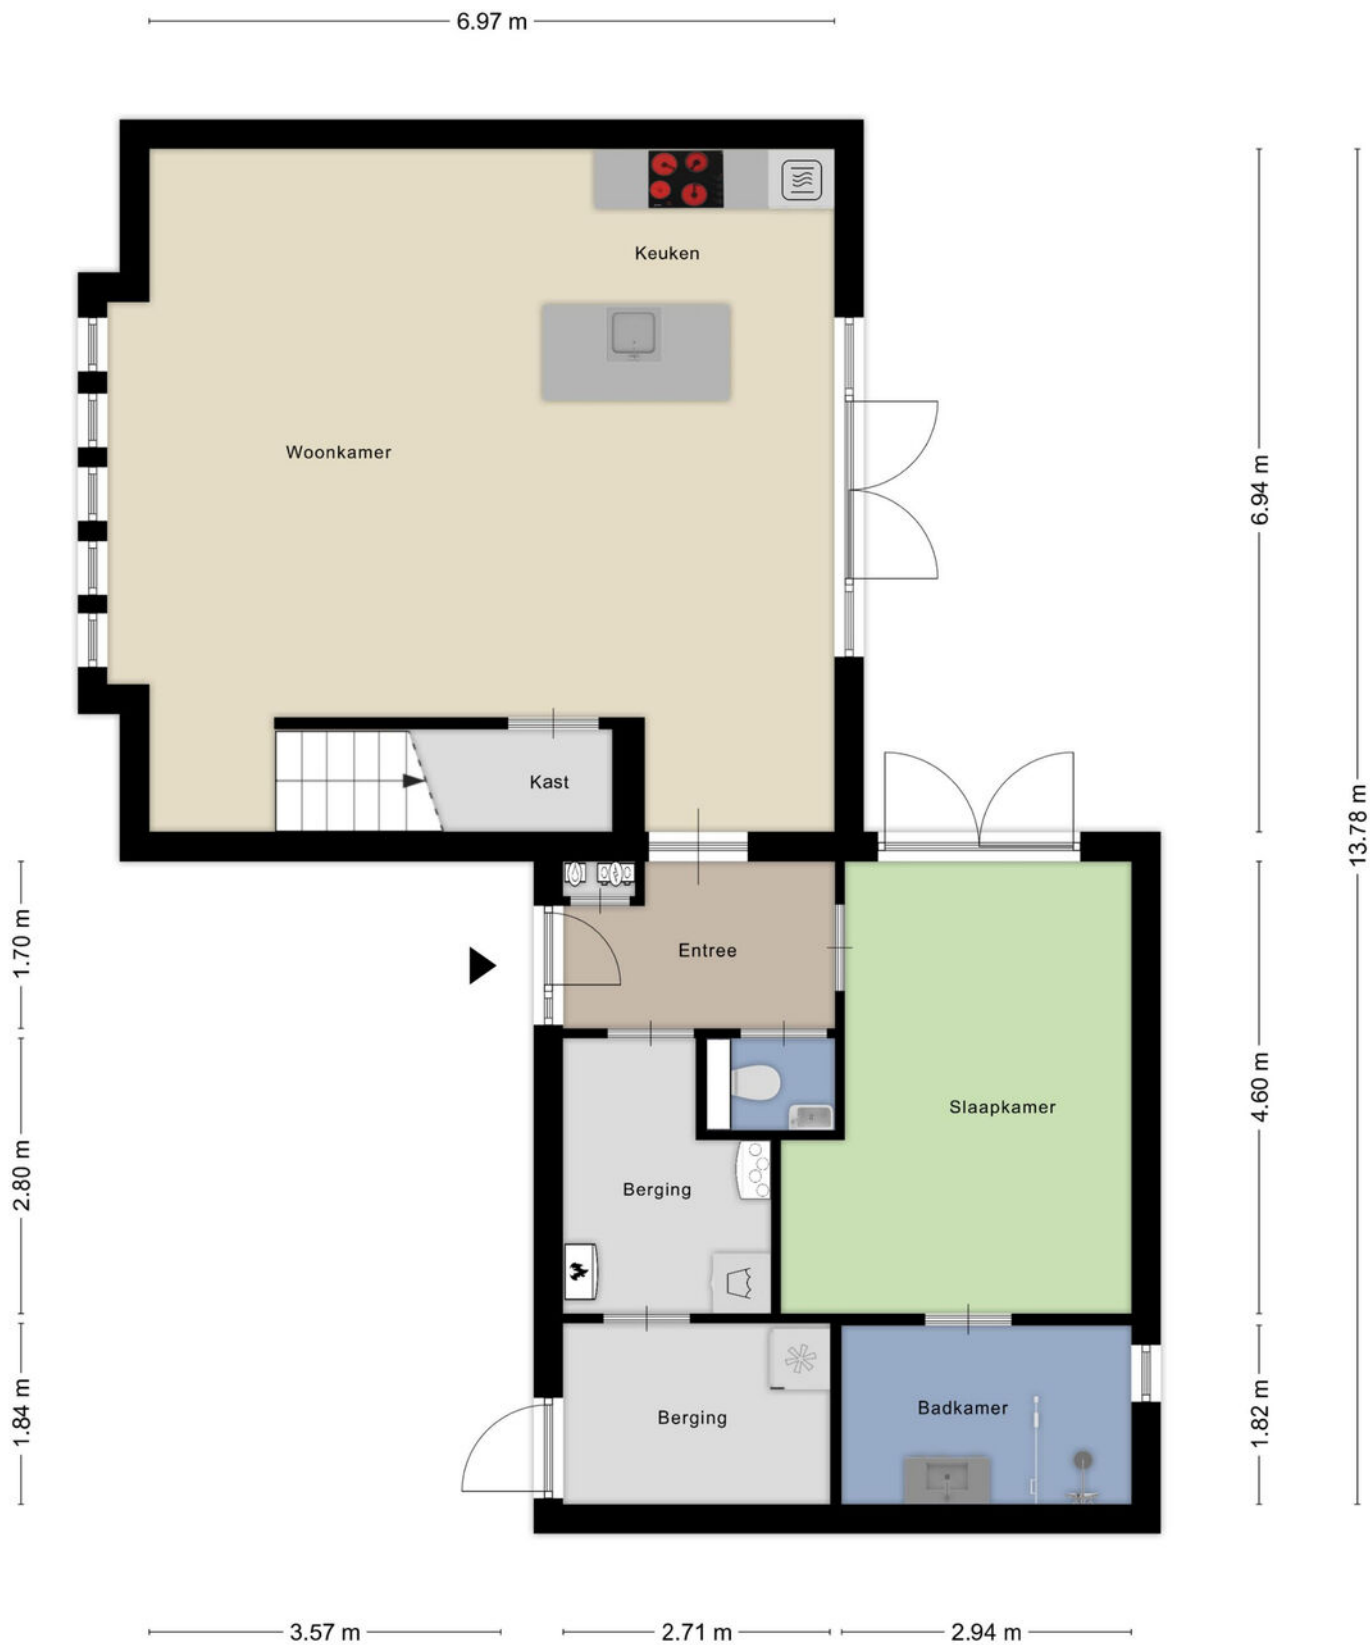 6.97 m
Keuken
Woonkamer
6.94 m
Kast
13.78 m
1.70 m
Entree
4.60 m
Slaapkamer
2.80 m
Berging
1.84 m
Berging
Badkamer
1.82 m
3.57 m
2.71 m
2.94 m